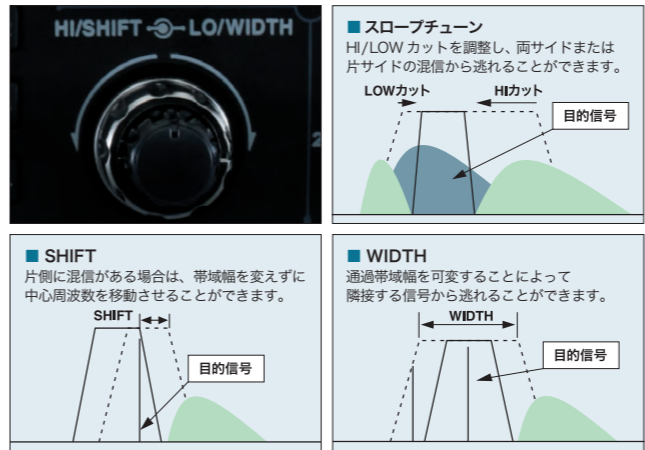 HI/SHIFT LO/WIDTH
2
■ スロープチューン
HI/LOW カットを調整し、両サイドまたは
片サイドの混信から逃れることができます。
LOWカット HIカット
目的信号
■ SHIFT
片側に混信がある場合は、帯域幅を変えずに
中心周波数を移動させることができます。
SHIFT
目的信号
■ WIDTH
通過帯域幅を可変することによって
隣接する信号から逃れることができます。
WIDTH
目的信号